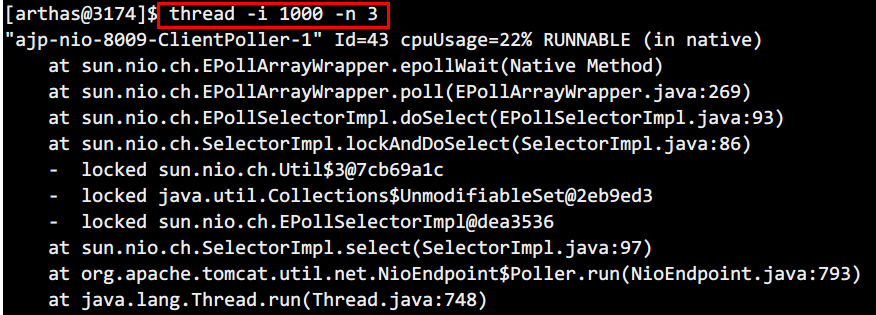 [arthas@3174]$ thread -i 1000 -n 3
"ajp-nio-8009-ClientPoller-1" Id=43 cpuUsage=22% RUNNABLE (in native)
    at sun.nio.ch.EPollArrayWrapper.epollWait(Native Method)
    at sun.nio.ch.EPollArrayWrapper.poll(EPollArrayWrapper.java:269)
    at sun.nio.ch.EPollSelectorImpl.doSelect(EPollSelectorImpl.java:93)
    at sun.nio.ch.SelectorImpl.lockAndDoSelect(SelectorImpl.java:86)
    -  locked sun.nio.ch.Util$3@7cb69a1c
    -  locked java.util.Collections$UnmodifiableSet@2eb9ed3
    -  locked sun.nio.ch.EPollSelectorImpl@dea3536
    at sun.nio.ch.SelectorImpl.select(SelectorImpl.java:97)
    at org.apache.tomcat.util.net.NioEndpoint$Poller.run(NioEndpoint.java:793)
    at java.lang.Thread.run(Thread.java:748)